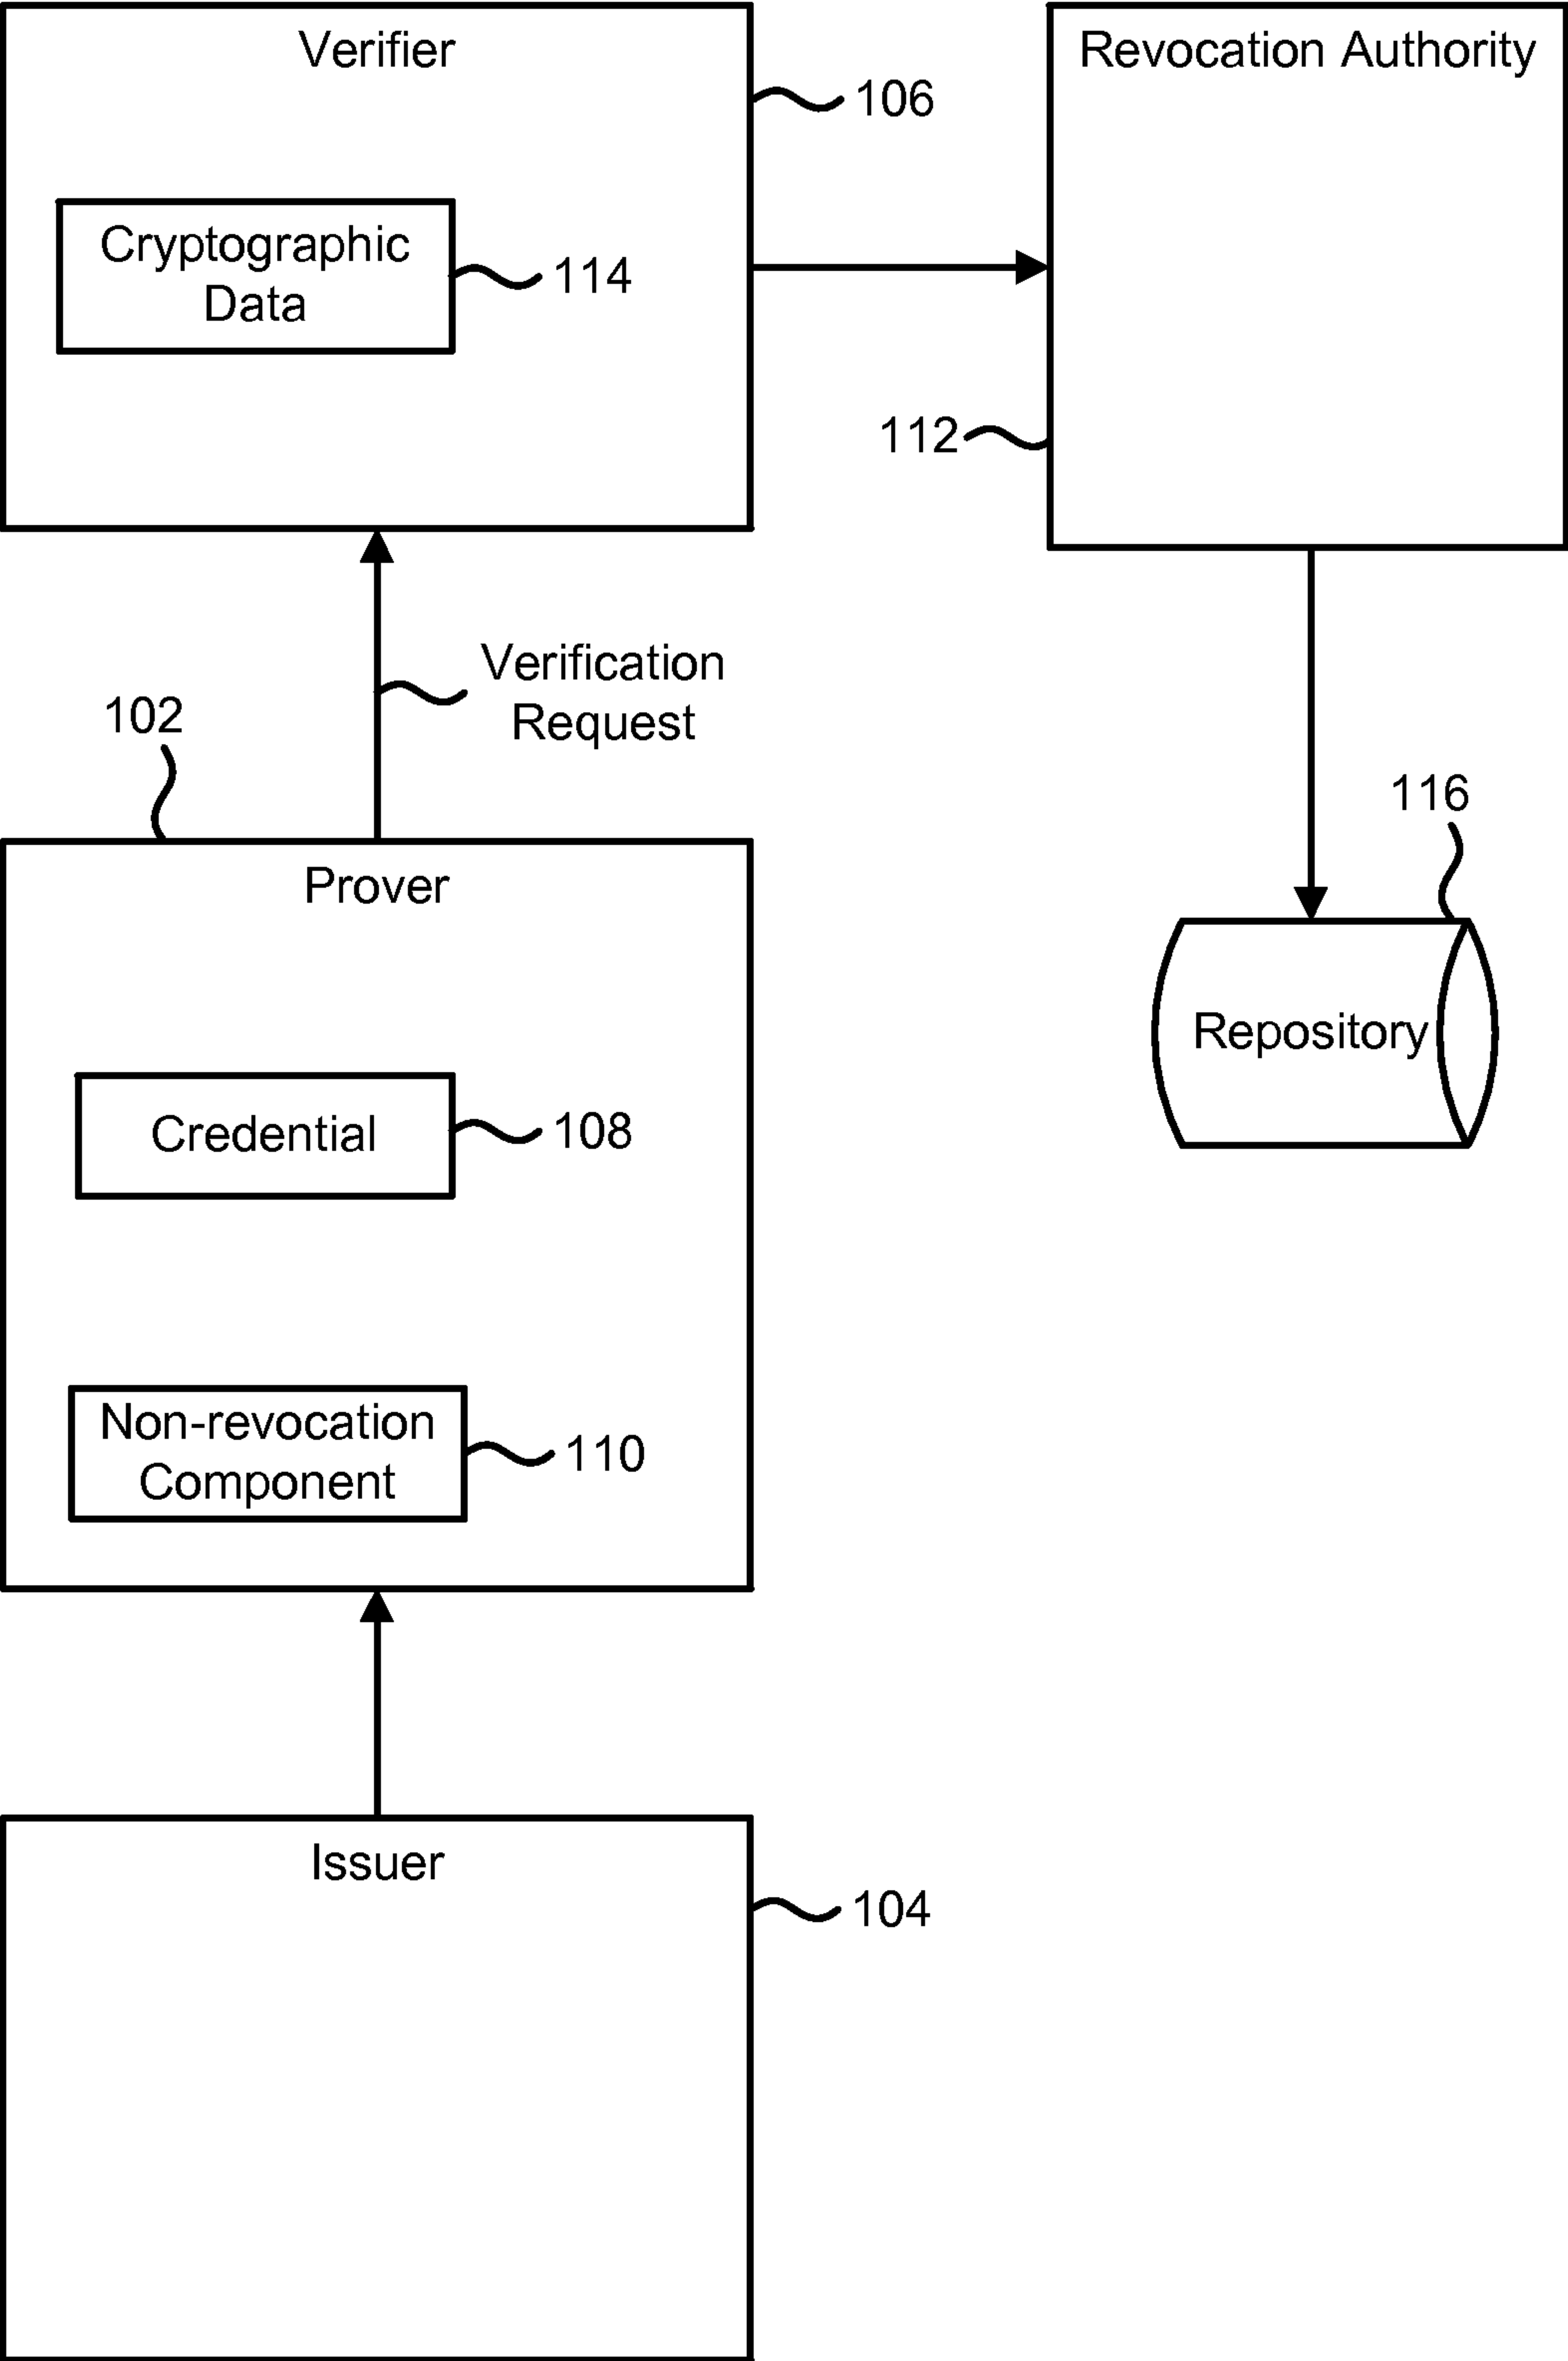 Verifier
Revocation Authority
106
Cryptographic
Data
114
112
Verification
Request
102
116
Prover
Repository
Credential
108
Non-revocation
Component
110
Issuer
104